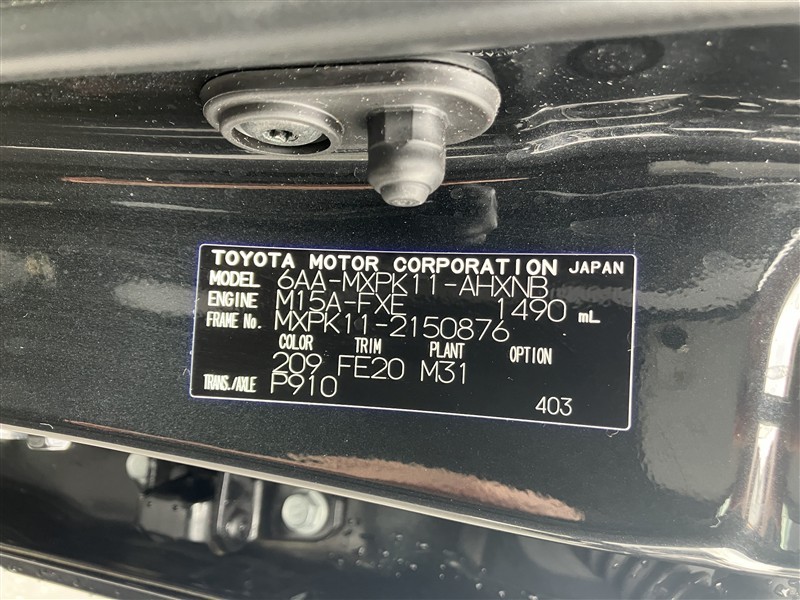 TOYOTA MOTOR CORPORATION JAPAN
MODEL 6AA-MXPK11-AHXNB
ENGINE M15A-FXE 1490 mL
FRAME No. MXPK11-2150876
COLOR TRIM PLANT OPTION
209 FE20 M31
TRANS./AXLE P910
403